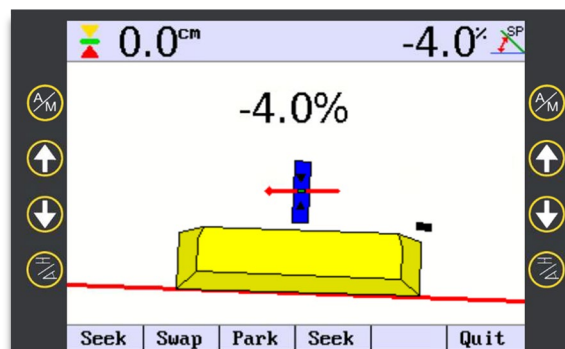 0.0cm -4.0% SP
A/M A/M
-4.0%
H/A H/A
Seek Swap Park Seek Quit